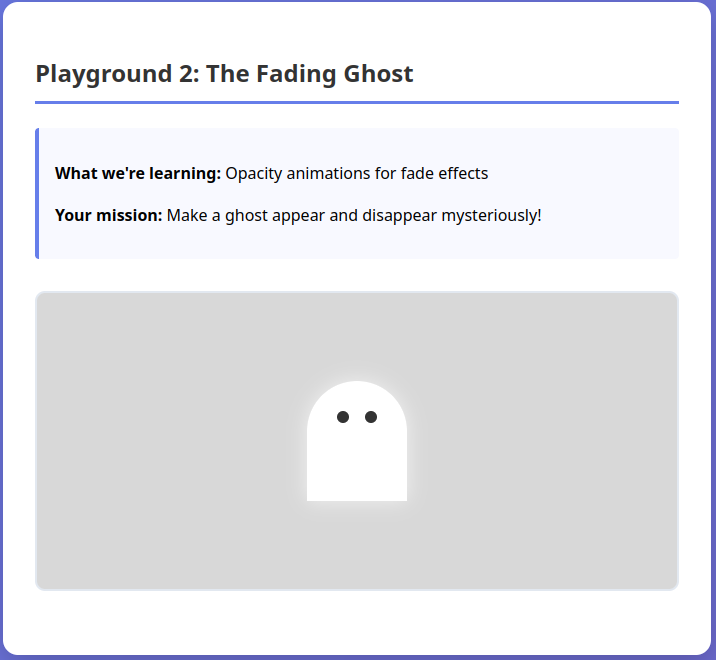 Playground 2: The Fading Ghost
What we're learning: Opacity animations for fade effects
Your mission: Make a ghost appear and disappear mysteriously!